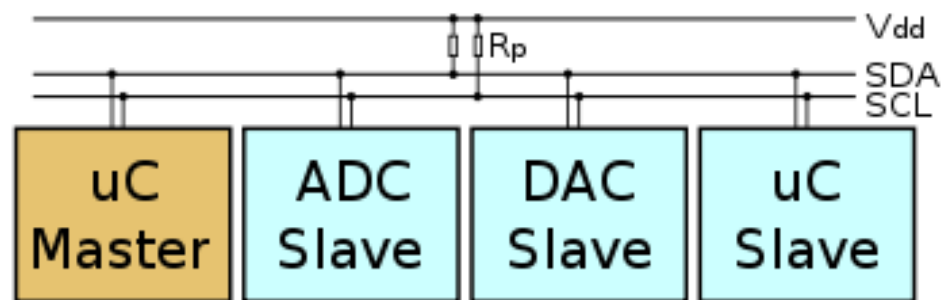 Vdd
Rp
SDA
SCL
uC
Master
ADC
Slave
DAC
Slave
uC
Slave